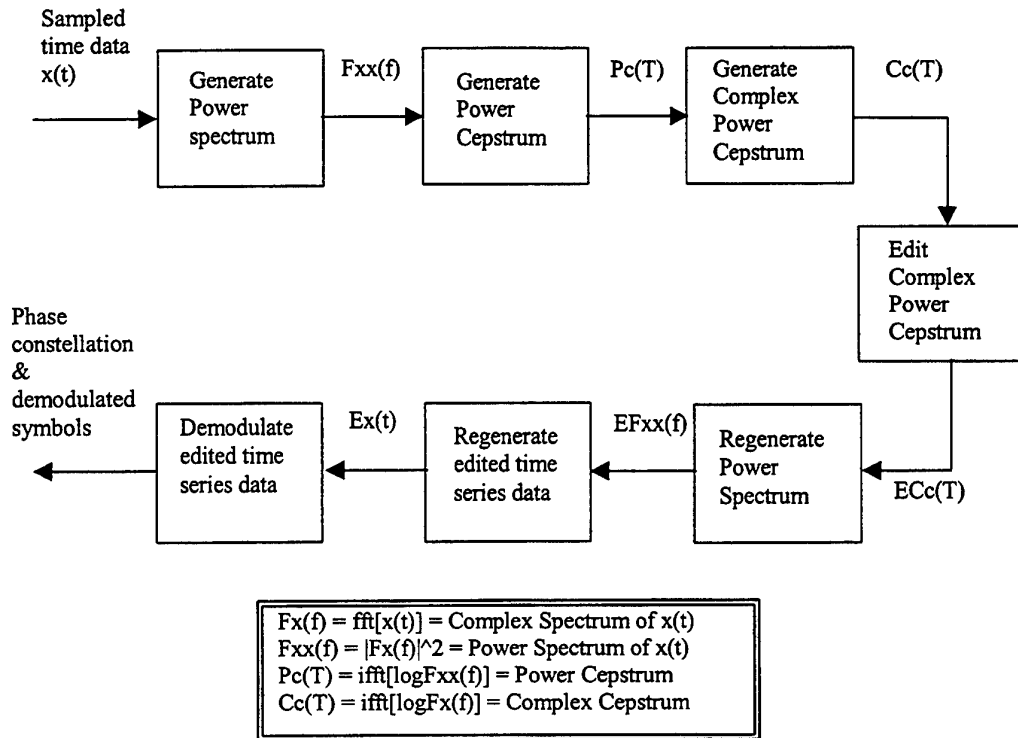 Sampled
time data
x(t)
Generate
Power
spectrum
Fxx(f)
Generate
Power
Cepstrum
Pc(T)
Generate
Complex
Power
Cepstrum
Cc(T)
Edit
Complex
Power
Cepstrum
ECc(T)
Regenerate
Power
Spectrum
EFxx(f)
Regenerate
edited time
series data
Ex(t)
Demodulate
edited time
series data
Phase
constellation
&
demodulated
symbols
Fx(f) = fft[x(t)] = Complex Spectrum of x(t)
Fxx(f) = |Fx(f)|^2 = Power Spectrum of x(t)
Pc(T) = ifft[logFxx(f)] = Power Cepstrum
Cc(T) = ifft[logFx(f)] = Complex Cepstrum